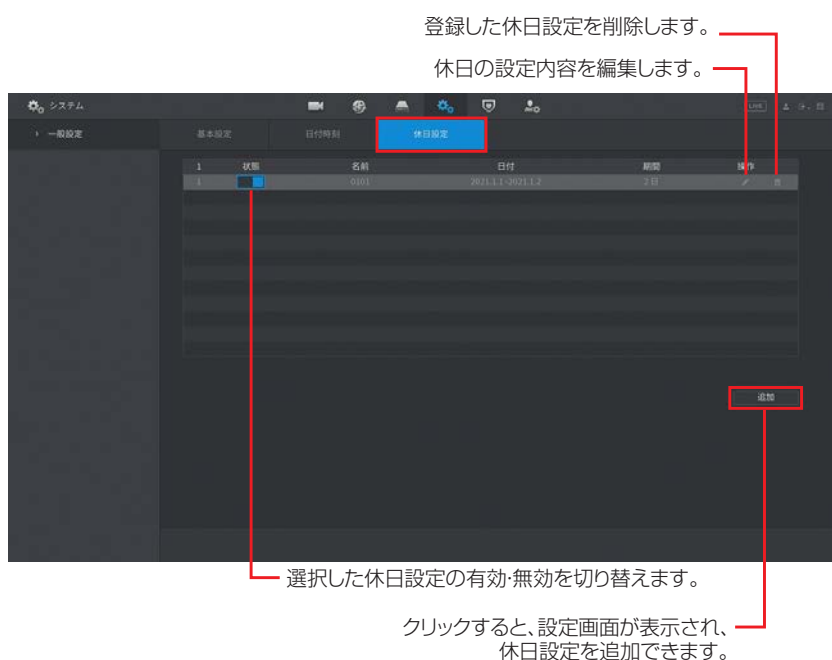 登録した休日設定を削除します。
休日の設定内容を編集します。
システム
LIVE
一般設定
基本設定 日付時刻 休日設定
1 状態 名前 日付 期間 操作
1 0101 2021.1.1-2021.1.2 2 日
追加
選択した休日設定の有効・無効を切り替えます。
クリックすると、設定画面が表示され、
休日設定を追加できます。